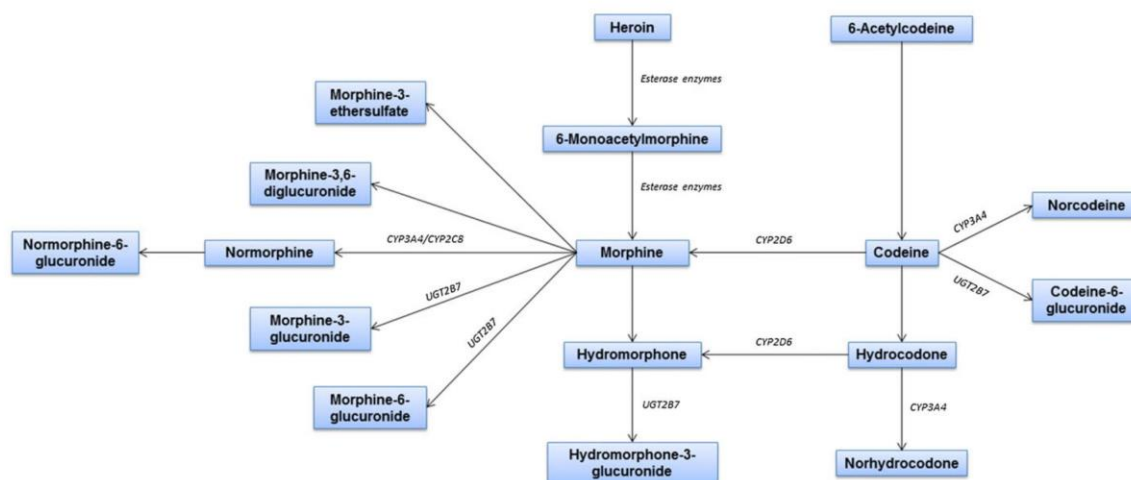 Heroin
6-Acetylcodeine
Esterase enzymes
Morphine-3-
ethersulfate
6-Monoacetylmorphine
Morphine-3,6-
diglucuronide
Esterase enzymes
Norcodeine
CYP3A4
Normorphine-6-
glucuronide
CYP3A4/CYP2C8
Normorphine
Morphine
CYP2D6
Codeine
UGT2B7
Codeine-6-
glucuronide
UGT2B7
Morphine-3-
glucuronide
UGT2B7
Hydromorphone
CYP2D6
Hydrocodone
Morphine-6-
glucuronide
UGT2B7
CYP3A4
Hydromorphone-3-
glucuronide
Norhydrocodone